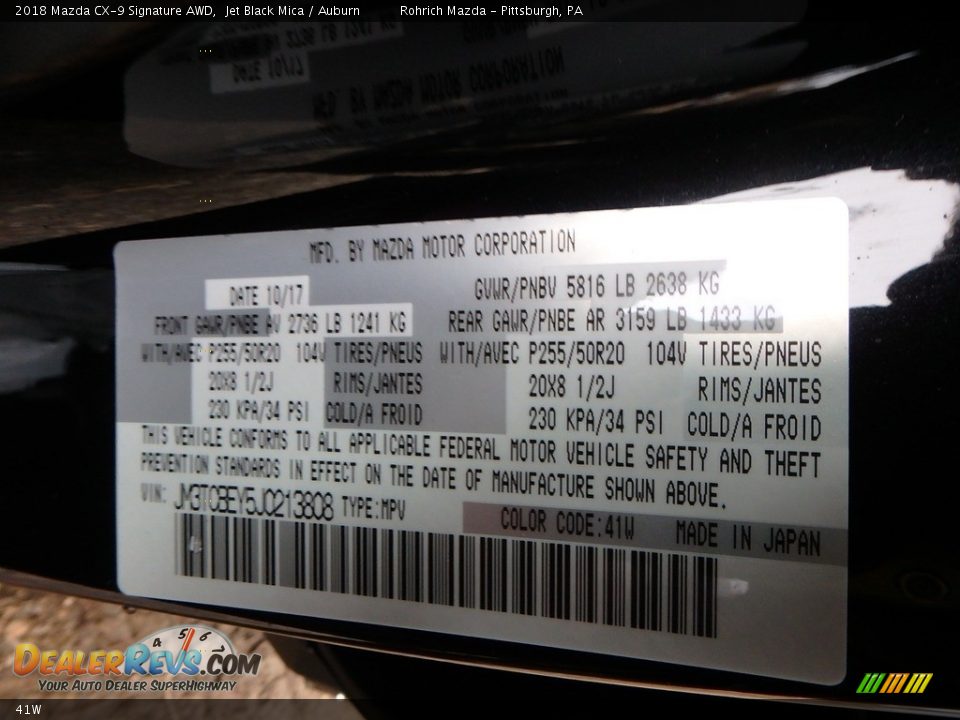 2018 Mazda CX-9 Signature AWD, Jet Black Mica / Auburn Rohrich Mazda - Pittsburgh, PA
MFD. BY MAZDA MOTOR CORPORATION
DATE 10/17 GVWR/PNBV 5816 LB 2638 KG
FRONT GAWR/PNBE AV 2736 LB 1241 KG REAR GAWR/PNBE AR 3159 LB 1433 KG
WITH/AVEC P255/50R20 104V TIRES/PNEUS WITH/AVEC P255/50R20 104V TIRES/PNEUS
20X8 1/2J RIMS/JANTES 20X8 1/2J RIMS/JANTES
230 KPA/34 PSI COLD/A FROID 230 KPA/34 PSI COLD/A FROID
THIS VEHICLE CONFORMS TO ALL APPLICABLE FEDERAL MOTOR VEHICLE SAFETY AND THEFT
PREVENTION STANDARDS IN EFFECT ON THE DATE OF MANUFACTURE SHOWN ABOVE.
VIN: JM3TCBEY5J0213808 TYPE:MPV
COLOR CODE:41W MADE IN JAPAN
4 5 6
DEALERREVS.COM
YOUR AUTO DEALER SUPERHIGHWAY
41W